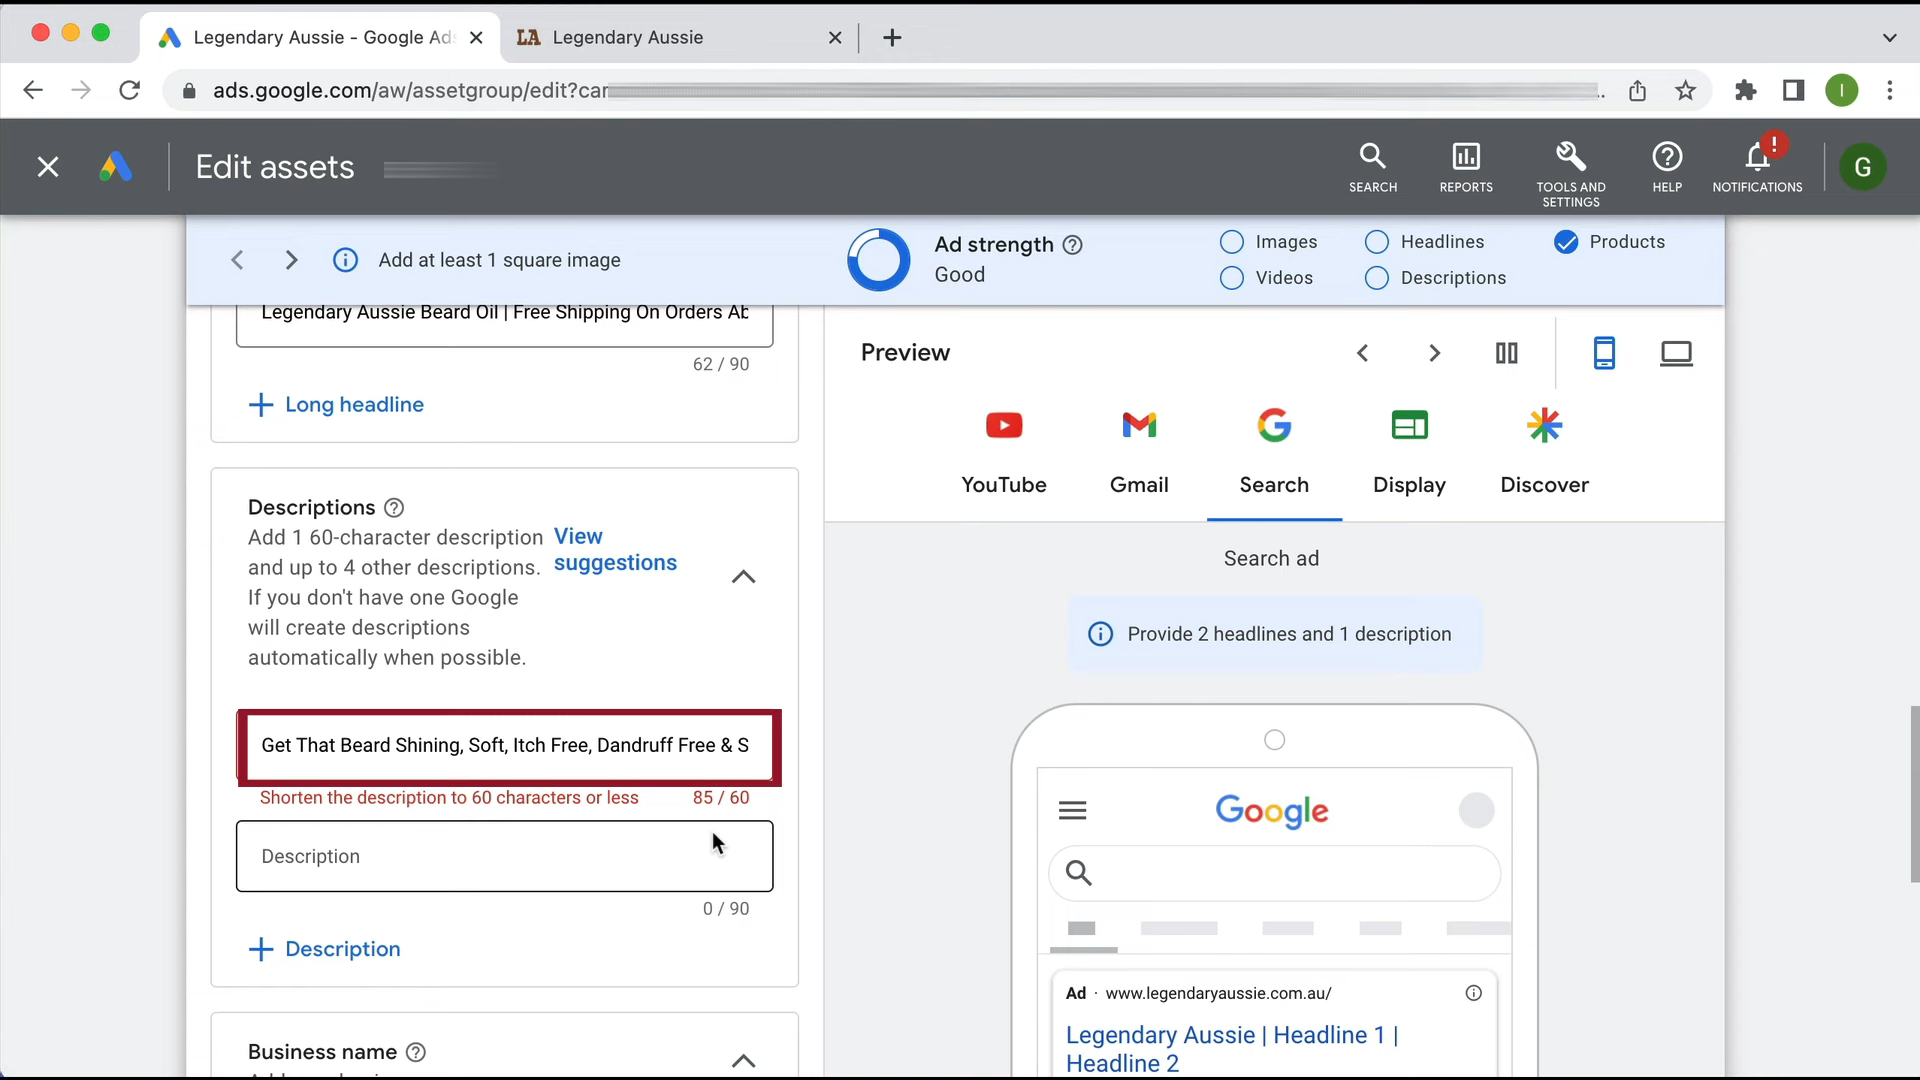 Legendary Aussie - Google Ads
LA Legendary Aussie
ads.google.com/aw/assetgroup/edit?car
I
Edit assets
SEARCH
REPORTS
TOOLS AND
SETTINGS
HELP
!
NOTIFICATIONS
G
Add at least 1 square image
Ad strength
Good
Images
Headlines
Products
Videos
Descriptions
Legendary Aussie Beard Oil | Free Shipping On Orders Ab
62 / 90
+ Long headline
Preview
YouTube
Gmail
Search
Display
Discover
Descriptions
Add 1 60-character description
and up to 4 other descriptions.
If you don't have one Google
will create descriptions
automatically when possible.
View
suggestions
Search ad
Provide 2 headlines and 1 description
Get That Beard Shining, Soft, Itch Free, Dandruff Free & S
Shorten the description to 60 characters or less
85 / 60
Description
0 / 90
+ Description
Google
Ad · www.legendaryaussie.com.au/
Legendary Aussie | Headline 1 |
Headline 2
Business name